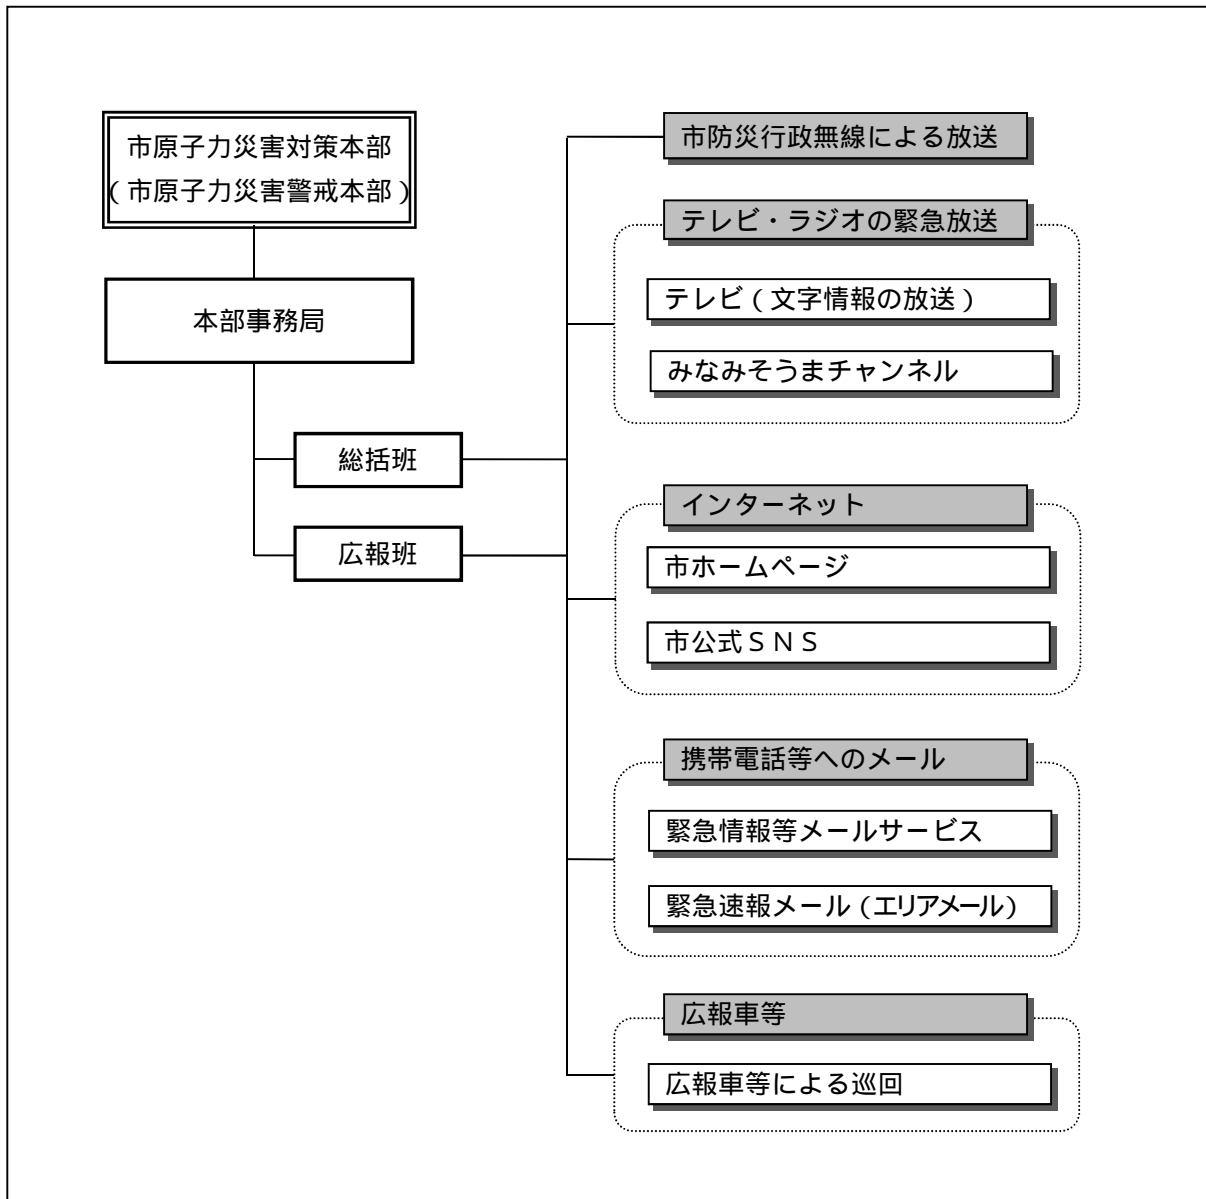 市原子力災害対策本部
(市原子力災害警戒本部)
本部事務局
総括班
広報班
市防災行政無線による放送
テレビ・ラジオの緊急放送
テレビ(文字情報の放送)
みなみそうまチャンネル
インターネット
市ホームページ
市公式SNS
携帯電話等へのメール
緊急情報等メールサービス
緊急速報メール(エリアメール)
広報車等
広報車等による巡回